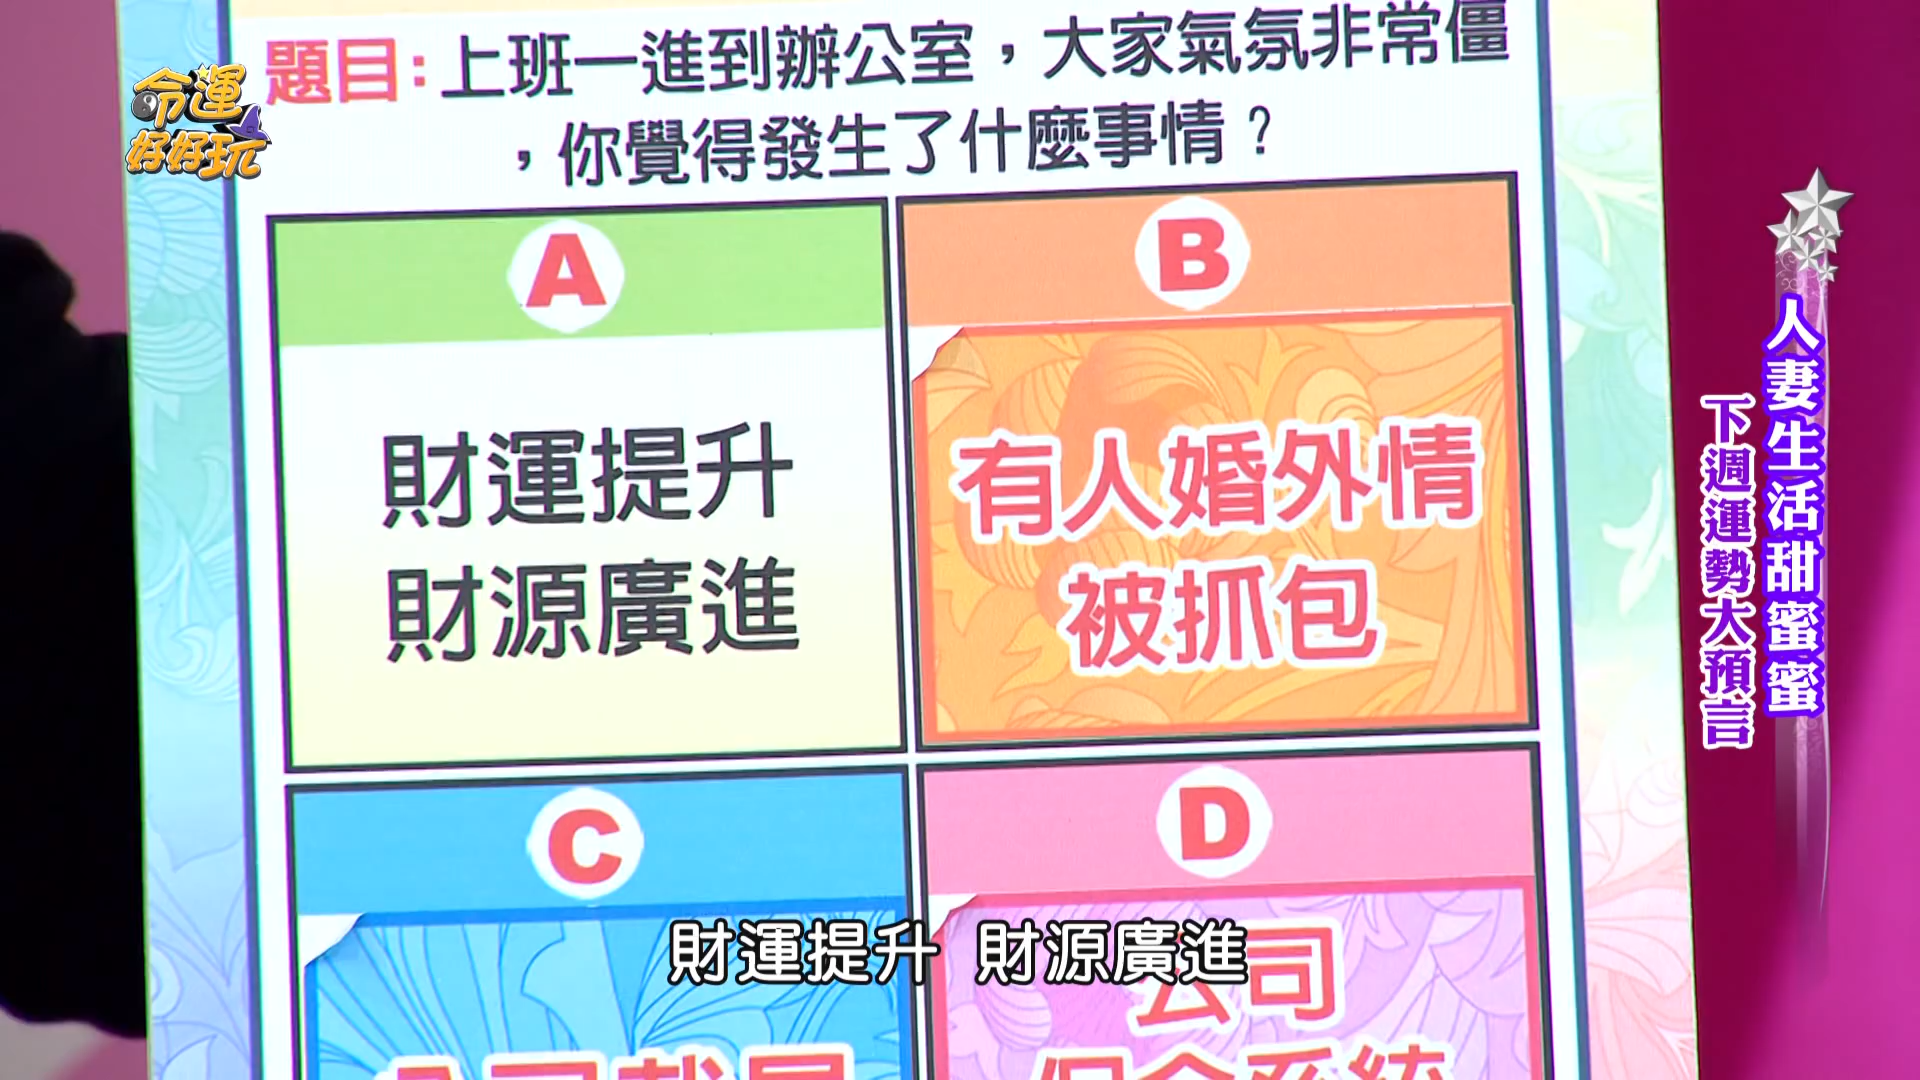 命運
好好玩
題目：上班一進到辦公室，大家氣氛非常僵
，你覺得發生了什麼事情？
A
財運提升
財源廣進
B
有人婚外情
被抓包
C
D
公司
財運提升 財源廣進
人妻生活甜蜜蜜
下週運勢大預言